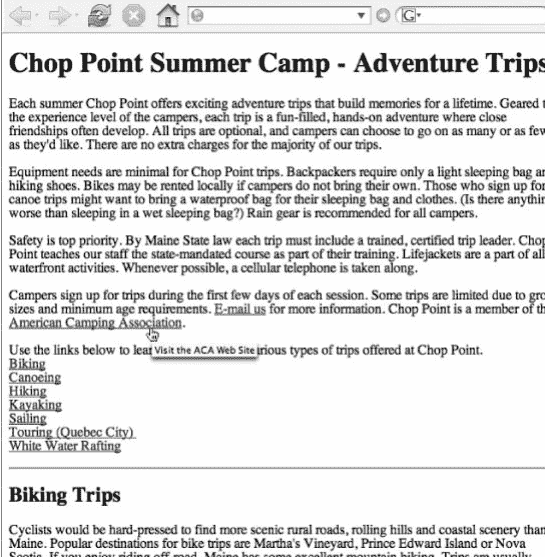 G
Chop Point Summer Camp - Adventure Trips
Each summer Chop Point offers exciting adventure trips that build memories for a lifetime. Geared
the experience level of the campers, each trip is a fun-filled, hands-on adventure where close
friendships often develop. All trips are optional, and campers can choose to go on as many or as few
as they'd like. There are no extra charges for the majority of our trips.
Equipment needs are minimal for Chop Point trips. Backpackers require only a light sleeping bag
hiking shoes. Bikes may be rented locally if campers do not bring their own. Those who sign up for
canoe trips might want to bring a waterproof bag for their sleeping bag and clothes. (Is there
worse than sleeping in a wet sleeping bag?) Rain gear is recommended for all campers.
Safety is top priority. By Maine State law each trip must include a trained, certified trip leader.
Point teaches our staff the state-mandated course as part of their training. Lifejackets are a part of all
waterfront activities. Whenever possible, a cellular telephone is taken along.
Campers sign up for trips during the first few days of each session. Some trips are limited due to
sizes and minimum age requirements. E-mail us for more information. Chop Point is a member of
American Camping Association.
Use the links below to Visit the ACA Web Site types of trips offered at Chop Point.
Biking
Canoeing
Hiking
Kayaking
Sailing
Touring (Quebec City)
White Water Rafting
Biking Trips
Cyclists would be hard-pressed to find more scenic rural roads, rolling hills and coastal scenery than
Maine. Popular destinations for bike trips are Martha's Vineyard, Prince Edward Island or Nova